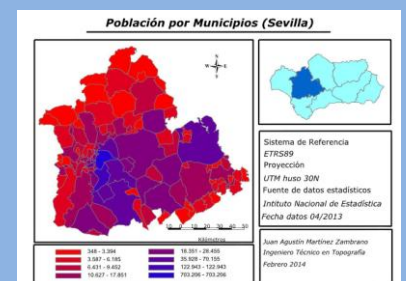 Población por Municipios (Sevilla)
Sistema de Referencia
ETRS89
Proyección
UTM huso 30N
Fuente de datos estadísticos
Intituto Nacional de Estadística
Fecha datos 04/2013
Kilómetros
348 - 3.394
3.587 - 6.185
6.431 - 9.452
10.627 - 17.851
18.351 - 28.455
35.928 - 79.155
122.943 - 122.943
703.206 - 703.206
Juan Agustín Martínez Zambrano
Ingeniero Técnico en Topografía
Febrero 2014